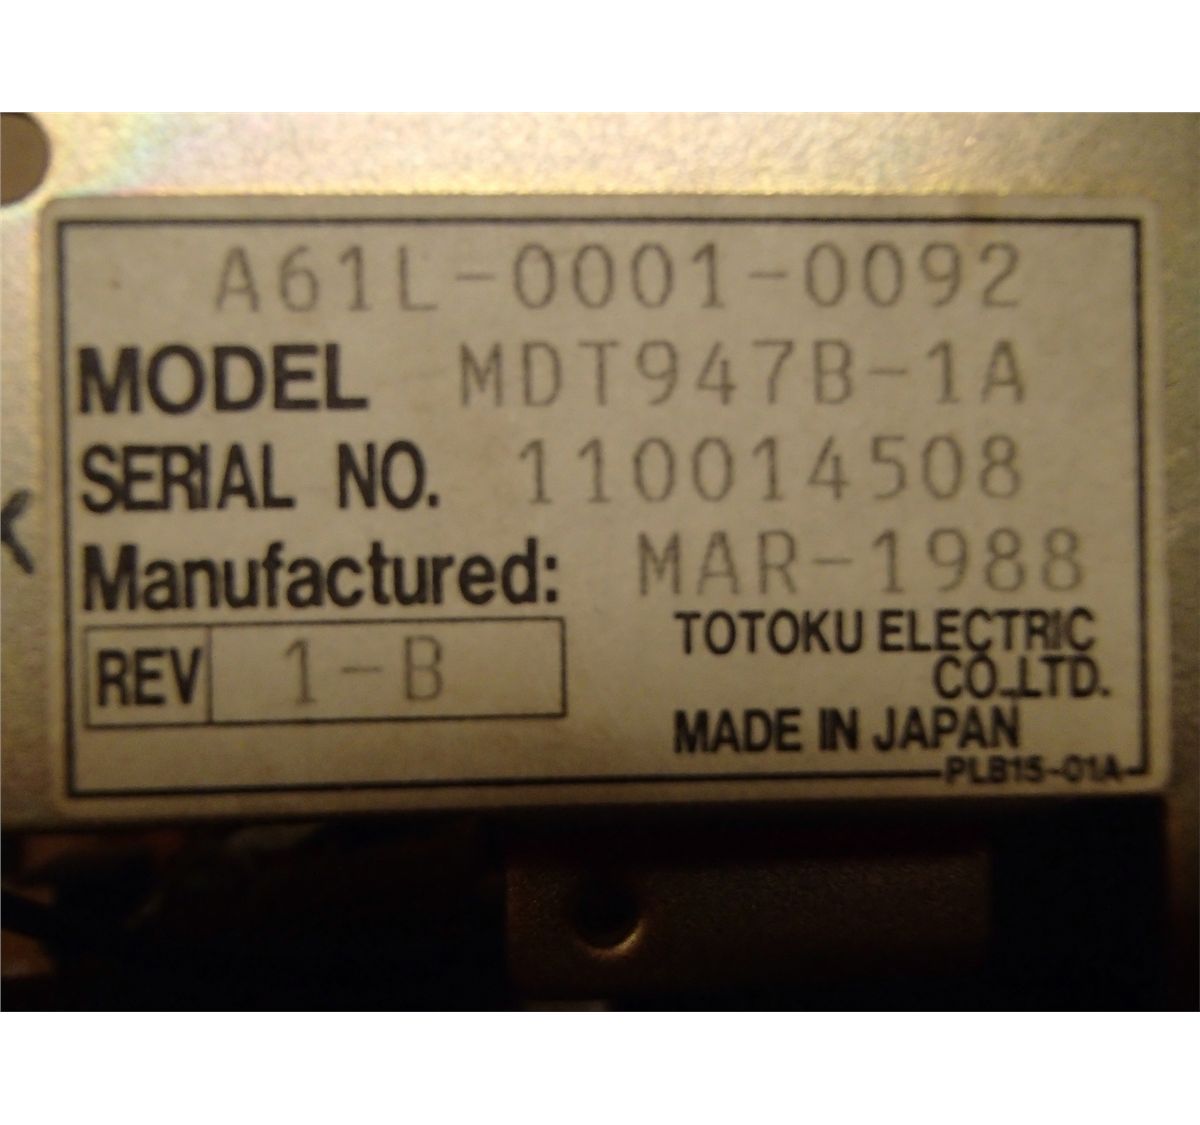 A61L-0001-0092
MODEL MDT947B-1A
SERIAL NO. 110014508
Manufactured: MAR-1988
REV 1-B
TOTOKU ELECTRIC
CO.,LTD.
MADE IN JAPAN
PLB15-01A